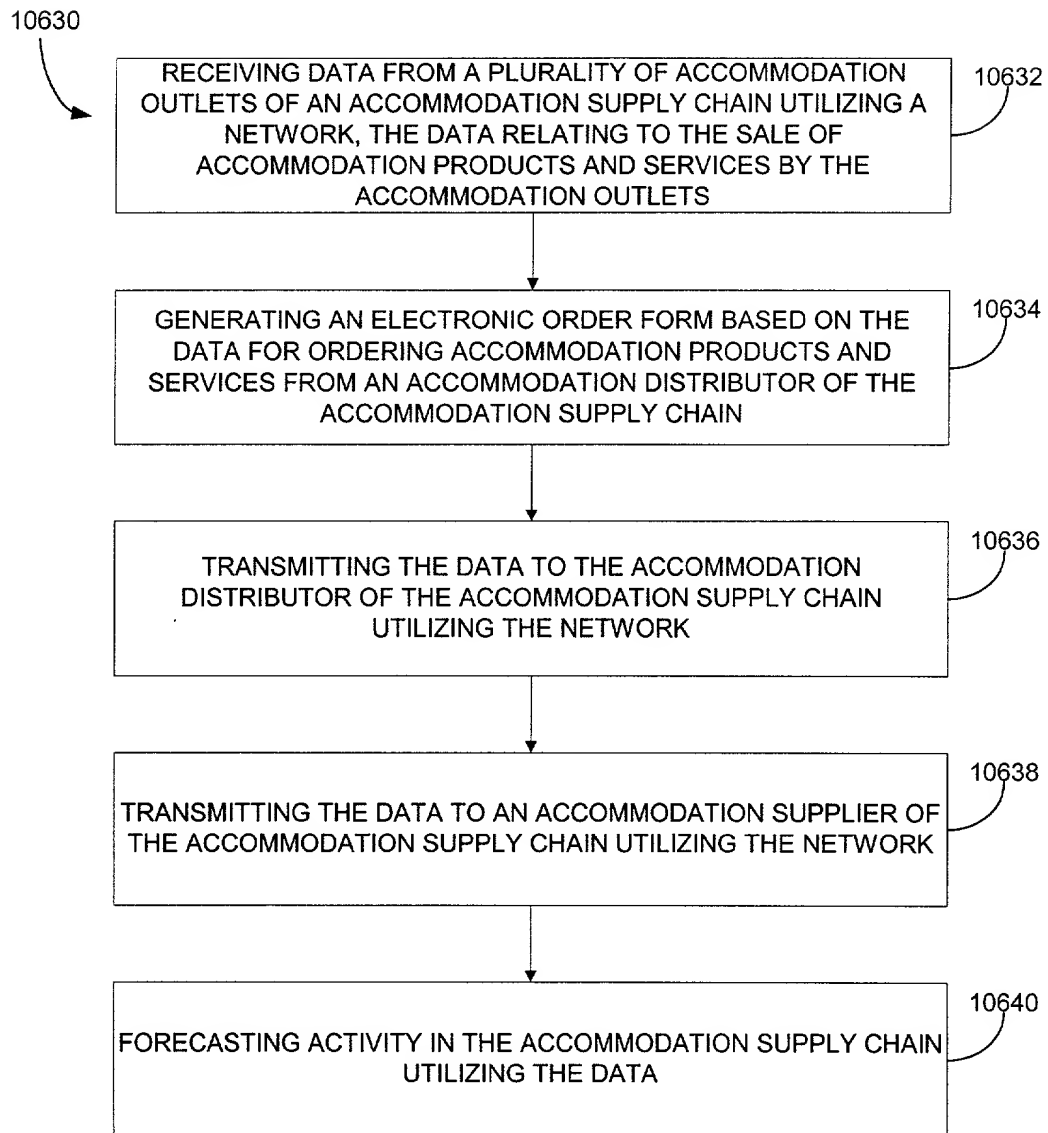 10630
RECEIVING DATA FROM A PLURALITY OF ACCOMMODATION
OUTLETS OF AN ACCOMMODATION SUPPLY CHAIN UTILIZING A
NETWORK, THE DATA RELATING TO THE SALE OF
ACCOMMODATION PRODUCTS AND SERVICES BY THE
ACCOMMODATION OUTLETS
10632
GENERATING AN ELECTRONIC ORDER FORM BASED ON THE
DATA FOR ORDERING ACCOMMODATION PRODUCTS AND
SERVICES FROM AN ACCOMMODATION DISTRIBUTOR OF THE
ACCOMMODATION SUPPLY CHAIN
10634
TRANSMITTING THE DATA TO THE ACCOMMODATION
DISTRIBUTOR OF THE ACCOMMODATION SUPPLY CHAIN
UTILIZING THE NETWORK
10636
TRANSMITTING THE DATA TO AN ACCOMMODATION SUPPLIER OF
THE ACCOMMODATION SUPPLY CHAIN UTILIZING THE NETWORK
10638
FORECASTING ACTIVITY IN THE ACCOMMODATION SUPPLY CHAIN
UTILIZING THE DATA
10640